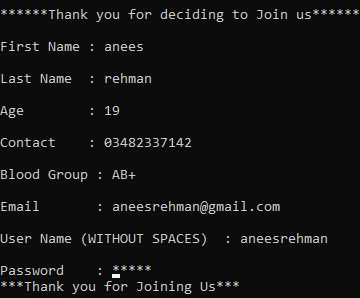 ******Thank you for deciding to Join us******
First Name : anees
Last Name  : rehman
Age        : 19
Contact    : 03482337142
Blood Group : AB+
Email       : aneesrehman@gmail.com
User Name (WITHOUT SPACES)  : aneesrehman
Password    : *****
***Thank you for Joining Us***